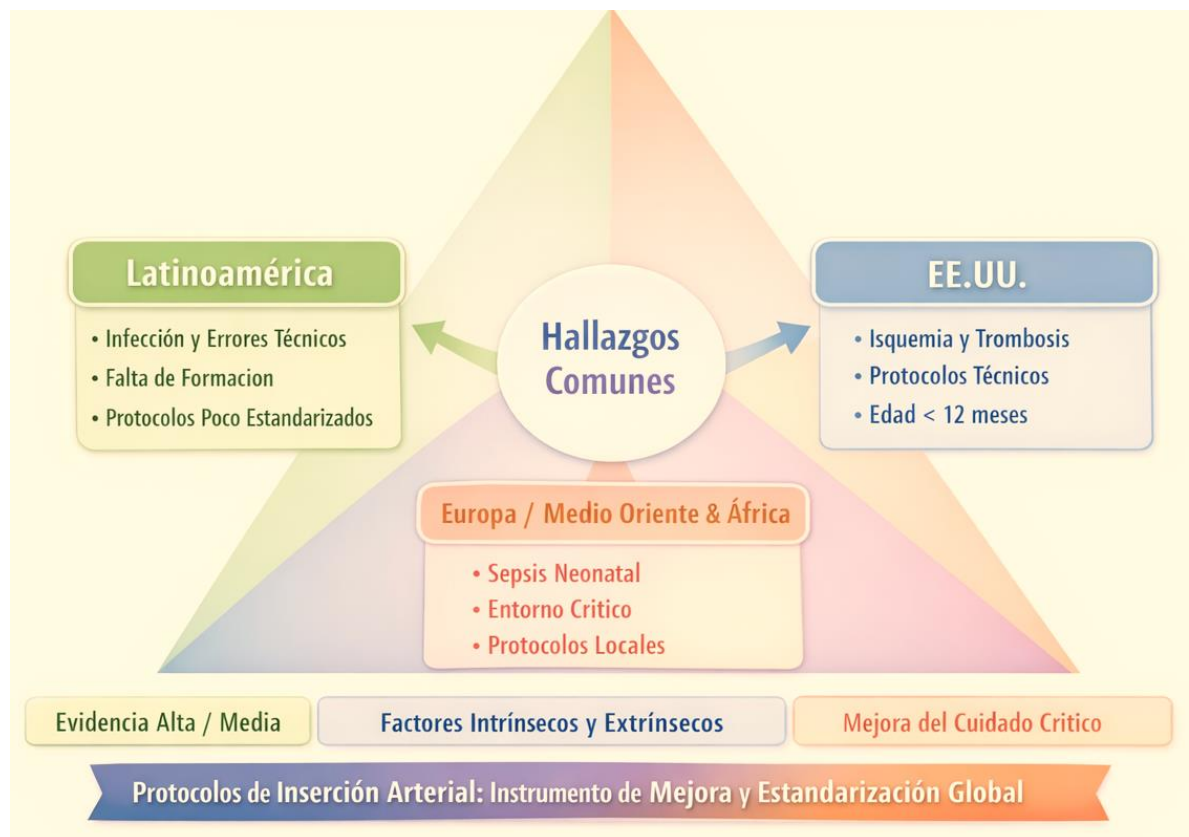 Latinoamérica
• Infección y Errores Técnicos
• Falta de Formacion
• Protocolos Poco Estandarizados
Hallazgos
Comunes
EE.UU.
• Isquemia y Trombosis
• Protocolos Técnicos
• Edad < 12 meses
Europa / Medio Oriente & África
• Sepsis Neonatal
• Entorno Critico
• Protocolos Locales
Evidencia Alta / Media
Factores Intrínsecos y Extrínsecos
Mejora del Cuidado Critico
Protocolos de Inserción Arterial: Instrumento de Mejora y Estandarización Global